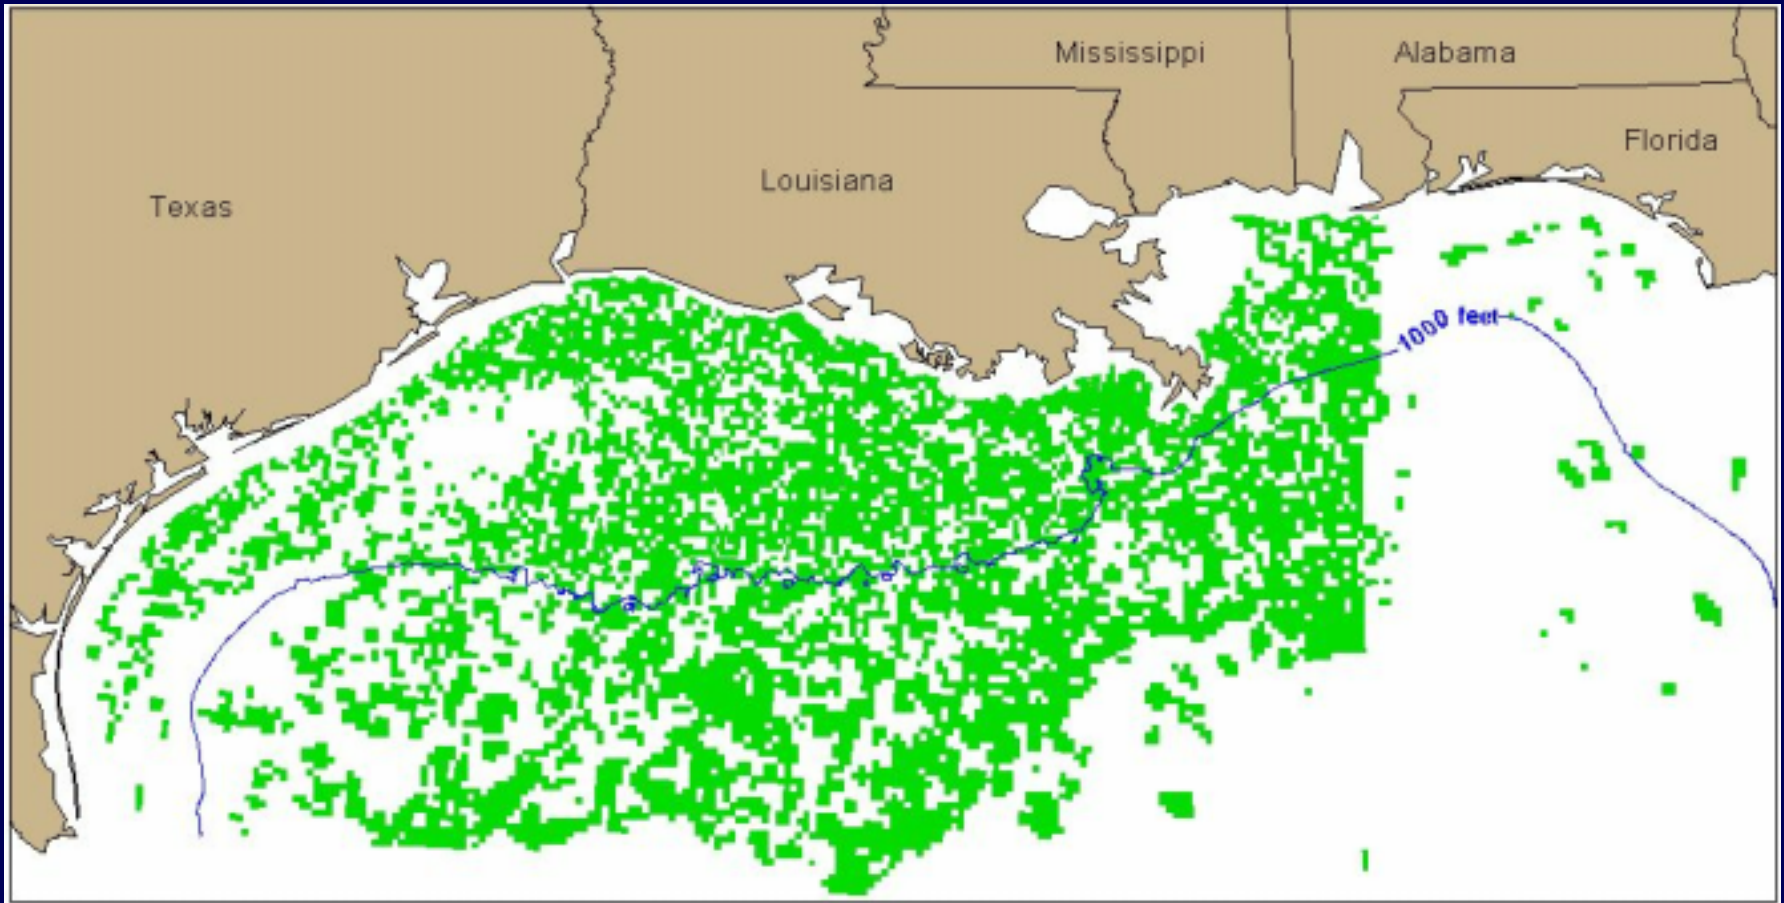 Mississippi
Alabama
Florida
Louisiana
Texas
1000 feet